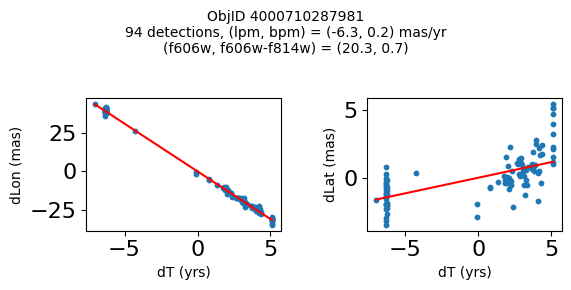 ObjID 4000710287981
94 detections, (lpm, bpm) = (-6.3, 0.2) mas/yr
(f606w, f606w-f814w) = (20.3, 0.7)
dLon (mas)
25
0
−25
−5
0
5
dT (yrs)
dLat (mas)
5
0
−5
0
5
dT (yrs)